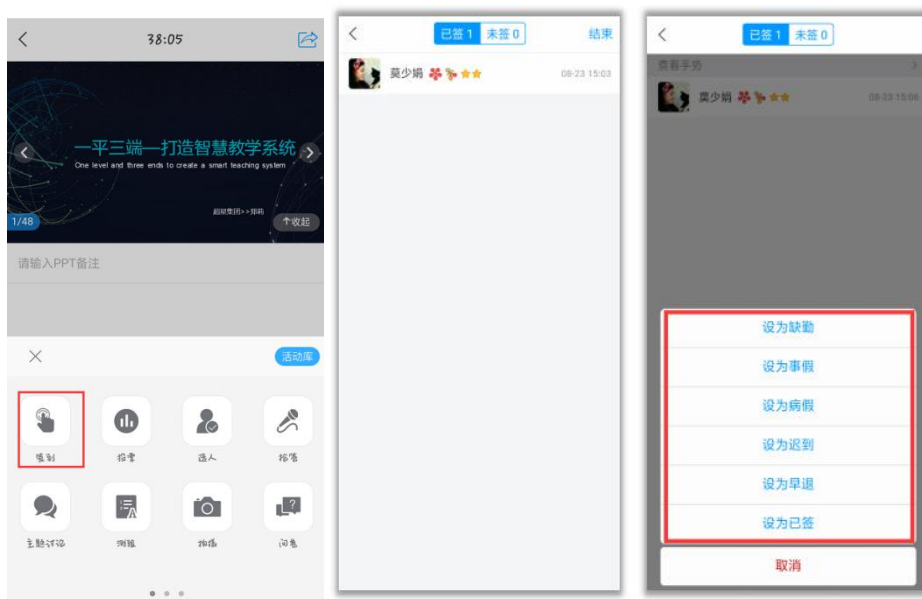 38:05
一平三端—打造智慧教学系统
One level and three ends to create a smart teaching system
超星集团>>郑昀
1/48
↑收起
请输入PPT备注
活动库
签到
投票
选人
抢答
主题讨论
测验
拍摄
问卷
已签 1 未签 0
结束
莫少娟
08-23 15:03
已签 1 未签 0
查看手势
莫少娟
08-23 15:06
设为缺勤
设为事假
设为病假
设为迟到
设为早退
设为已签
取消